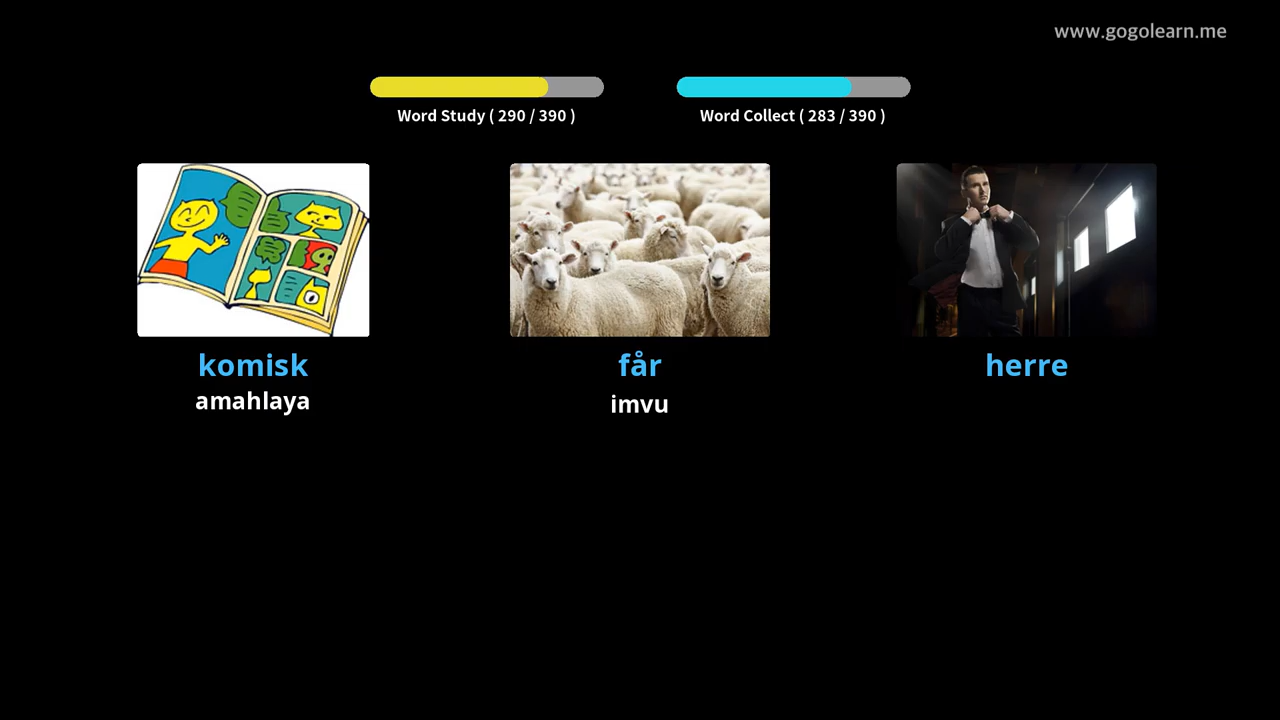 www.gogolearn.me
Word Study ( 290 / 390 )
Word Collect ( 283 / 390 )
komisk
får
herre
amahlaya
imvu